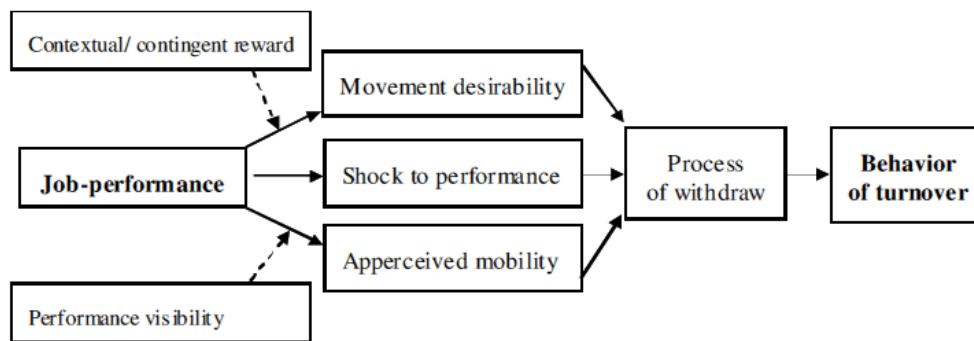 Contextual/ contingent reward
Movement desirability
Job-performance
Shock to performance
Process
of withdraw
Behavior
of turnover
Apperceived mobility
Performance visibility